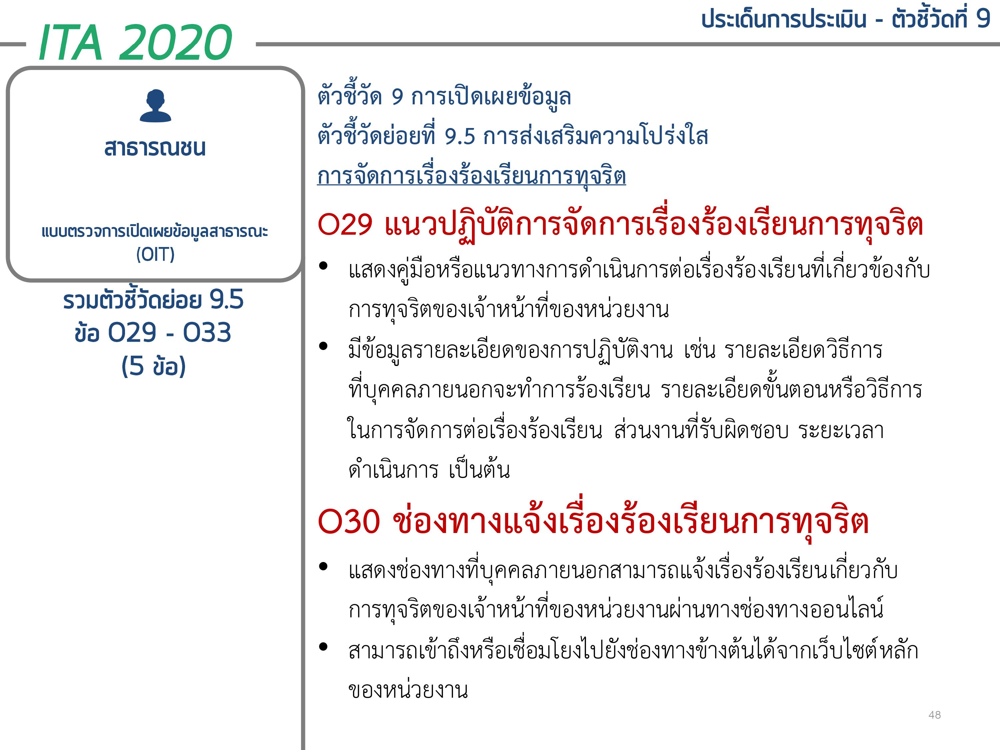 ประเด็นการประเมิน - ตัวชี้วัดที่ 9
ITA 2020
สาธารณชน
แบบตรวจการเปิดเผยข้อมูลสาธารณะ
(OIT)
รวมตัวชี้วัดย่อย 9.5
ข้อ O29 - O33
(5 ข้อ)
ตัวชี้วัด 9 การเปิดเผยข้อมูล
ตัวชี้วัดย่อยที่ 9.5 การส่งเสริมความโปร่งใส
การจัดการเรื่องร้องเรียนการทุจริต
O29 แนวปฏิบัติการจัดการเรื่องร้องเรียนการทุจริต
• แสดงคู่มือหรือแนวทางการดำเนินการต่อเรื่องร้องเรียนที่เกี่ยวข้องกับ
การทุจริตของเจ้าหน้าที่ของหน่วยงาน
• มีข้อมูลรายละเอียดของการปฏิบัติงาน เช่น รายละเอียดวิธีการ
ที่บุคคลภายนอกจะทำการร้องเรียน รายละเอียดขั้นตอนหรือวิธีการ
ในการจัดการต่อเรื่องร้องเรียน ส่วนงานที่รับผิดชอบ ระยะเวลา
ดำเนินการ เป็นต้น
O30 ช่องทางแจ้งเรื่องร้องเรียนการทุจริต
• แสดงช่องทางที่บุคคลภายนอกสามารถแจ้งเรื่องร้องเรียนเกี่ยวกับ
การทุจริตของเจ้าหน้าที่ของหน่วยงานผ่านทางช่องทางออนไลน์
• สามารถเข้าถึงหรือเชื่อมโยงไปยังช่องทางข้างต้นได้จากเว็บไซต์หลัก
ของหน่วยงาน
48